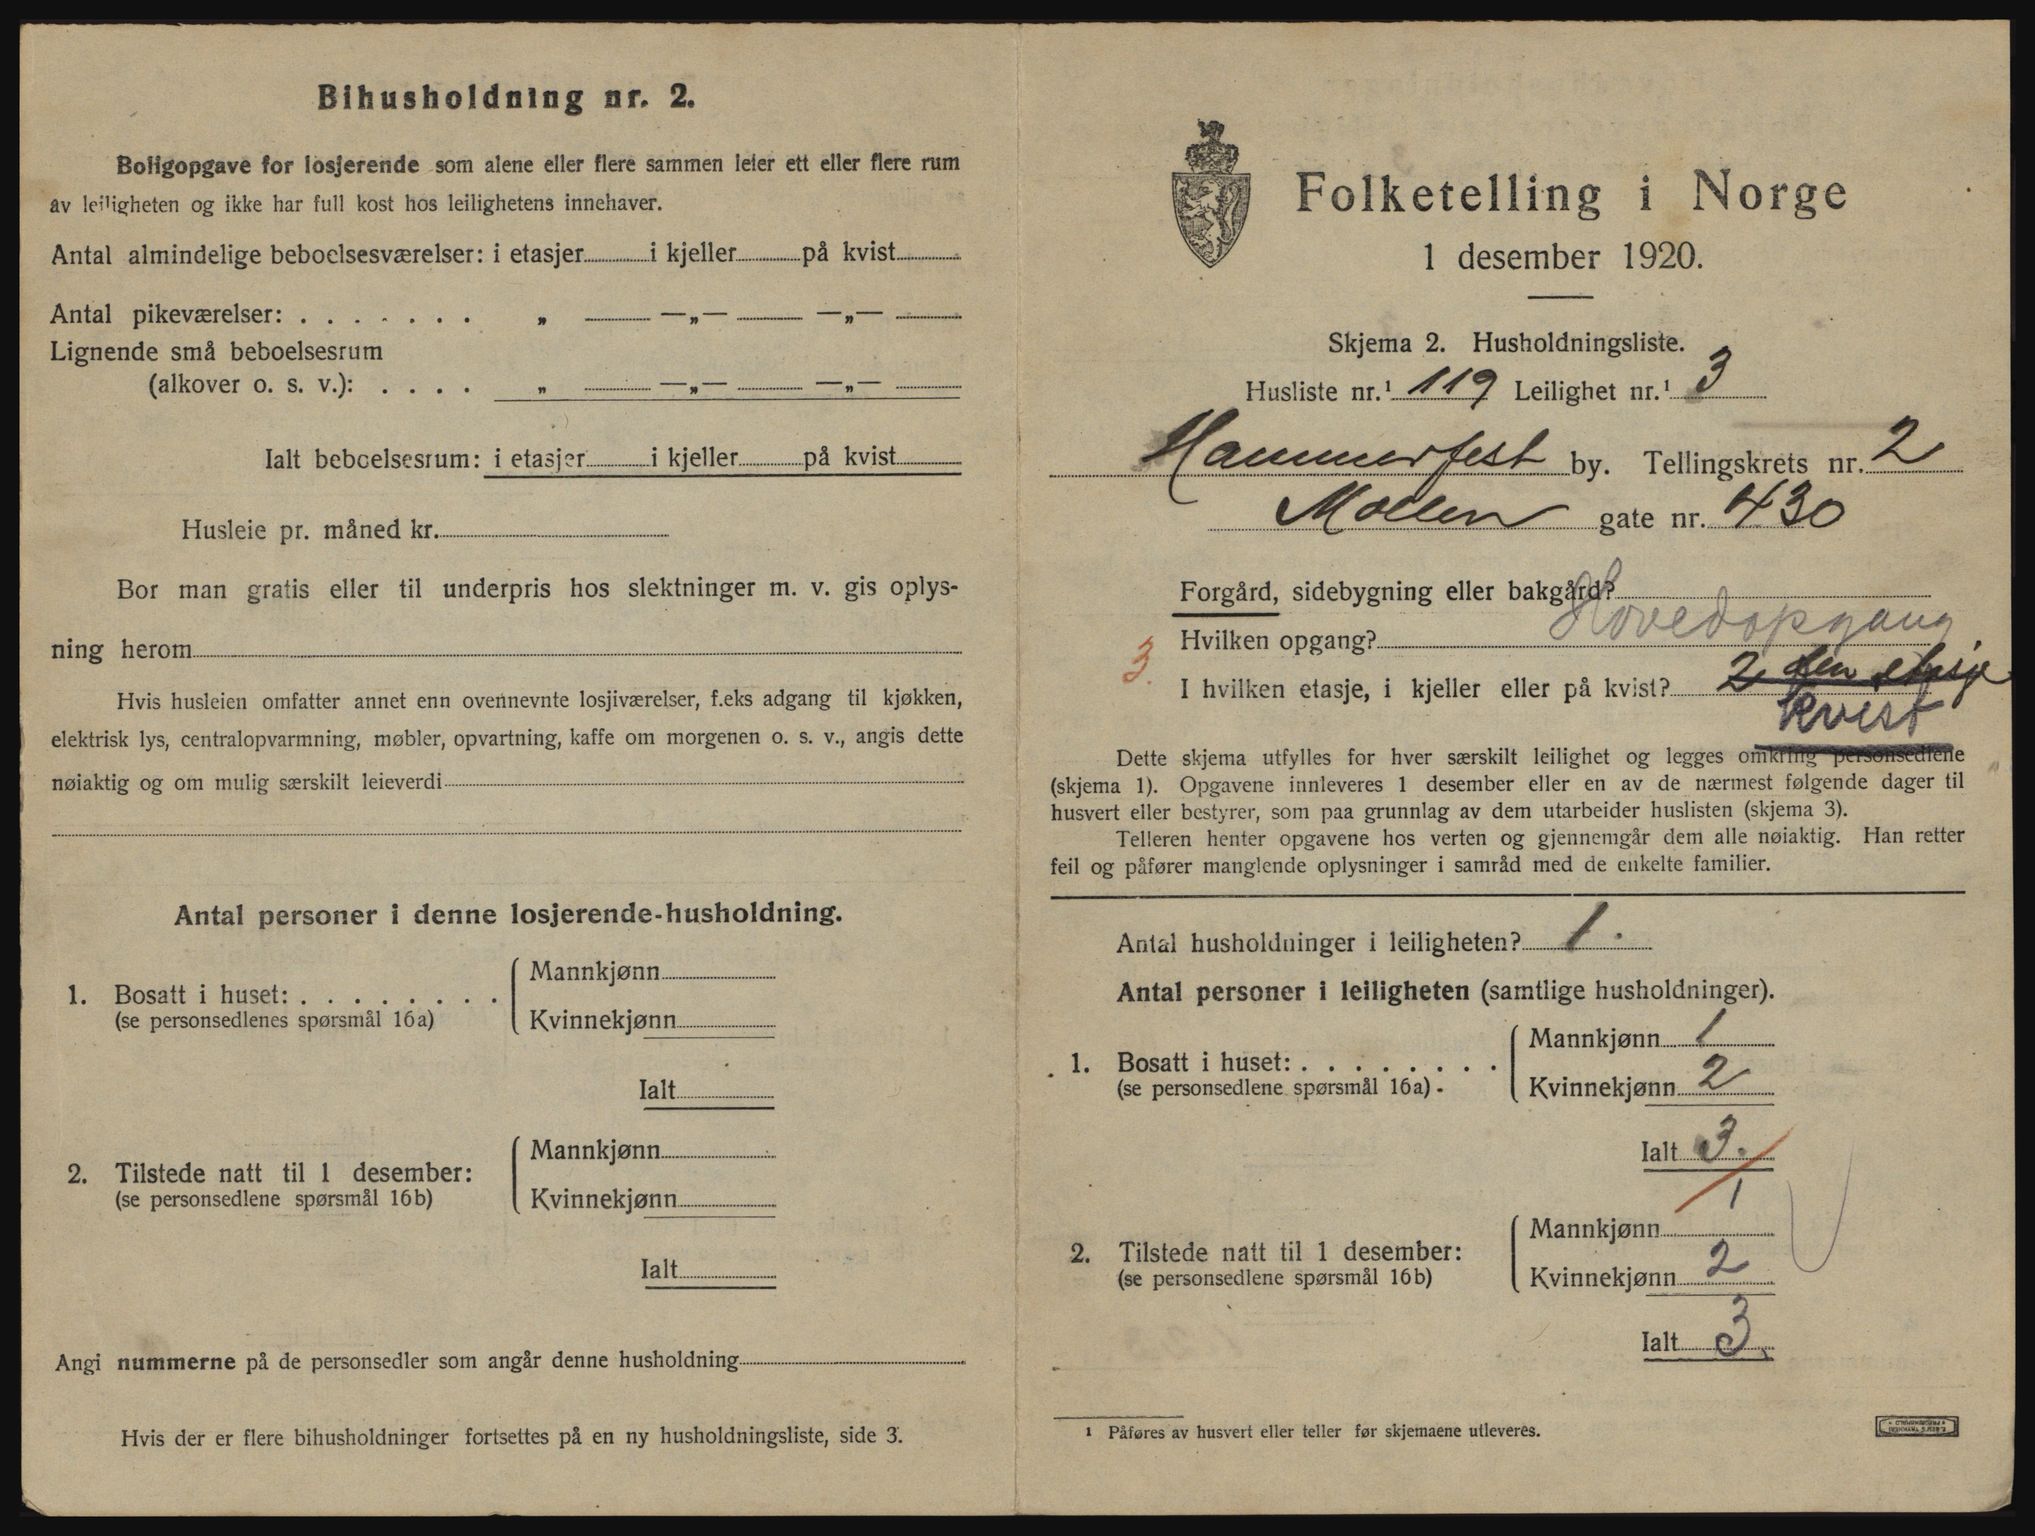 Bihusholdning nr. 2.
Boligopgave for losjerende som alene eller flere sammen leier ett eller flere rum
av leiligheten og ikke har full kost hos leilighetens innehaver.
Antal almindelige beboelsesværelser: i etasjer i kjeller på kvist
Antal pikeværelser: . . . . . . . „ —„— —„—
Lignende små beboelsesrum
(alkover o. s. v.): . . . . „ —„— —„—
Ialt beboelsesrum: i etasjer i kjeller på kvist
Husleie pr. måned kr.
Bor man gratis eller til underpris hos slektninger m. v. gis oplys-
ning herom
Hvis husleien omfatter annet enn ovennevnte losjiværelser, f.eks adgang til kjøkken,
elektrisk lys, centralopvarmning, møbler, opvartning, kaffe om morgenen o. s. v., angis dette
nøiaktig og om mulig særskilt leieverdi
Antal personer i denne losjerende-husholdning.
1. Bosatt i huset: . . . . . . . . Mannkjønn
(se personsedlenes spørsmål 16a) Kvinnekjønn
Ialt
2. Tilstede natt til 1 desember: Mannkjønn
(se personsedlene spørsmål 16b) Kvinnekjønn
Ialt
Angi nummerne på de personsedler som angår denne husholdning
Hvis der er flere bihusholdninger fortsettes på en ny husholdningsliste, side 3.
Folketelling i Norge
1 desember 1920.
Skjema 2. Husholdningsliste.
Husliste nr.¹ 119 Leilighet nr.¹ 3
Hammerfest by. Tellingskrets nr. 2
Mollen gate nr. 430
Forgård, sidebygning eller bakgård?
Hvilken opgang? Hovedopgang
3. I hvilken etasje, i kjeller eller på kvist? 2 den etasje
Kvist
Dette skjema utfylles for hver særskilt leilighet og legges omkring personsedlene
(skjema 1). Opgavene innleveres 1 desember eller en av de nærmest følgende dager til
husvert eller bestyrer, som paa grunnlag av dem utarbeider huslisten (skjema 3).
Telleren henter opgavene hos verten og gjennemgår dem alle nøiaktig. Han retter
feil og påfører manglende oplysninger i samråd med de enkelte familier.
Antal husholdninger i leiligheten? 1.
Antal personer i leiligheten (samtlige husholdninger).
1. Bosatt i huset: . . . . . . . . Mannkjønn 1
(se personsedlene spørsmål 16a). Kvinnekjønn 2
Ialt 3.
2. Tilstede natt til 1 desember: Mannkjønn 1
(se personsedlene spørsmål 16b) Kvinnekjønn 2
Ialt 3.
¹ Påføres av husvert eller teller før skjemaene utleveres.